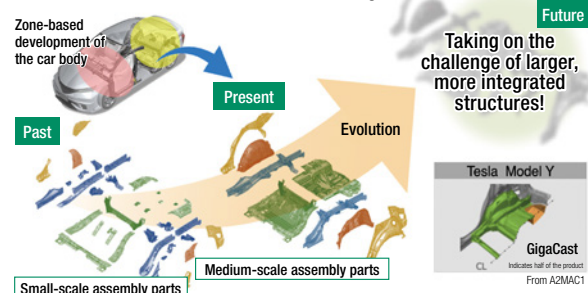 Zone-based
development of
the car body
Future
Taking on the
challenge of larger,
more integrated
structures!
Present
Past
Evolution
Tesla Model Y
GigaCast
CL
Indicates half of the product
From A2MAC1
Medium-scale assembly parts
Small-scale assembly parts